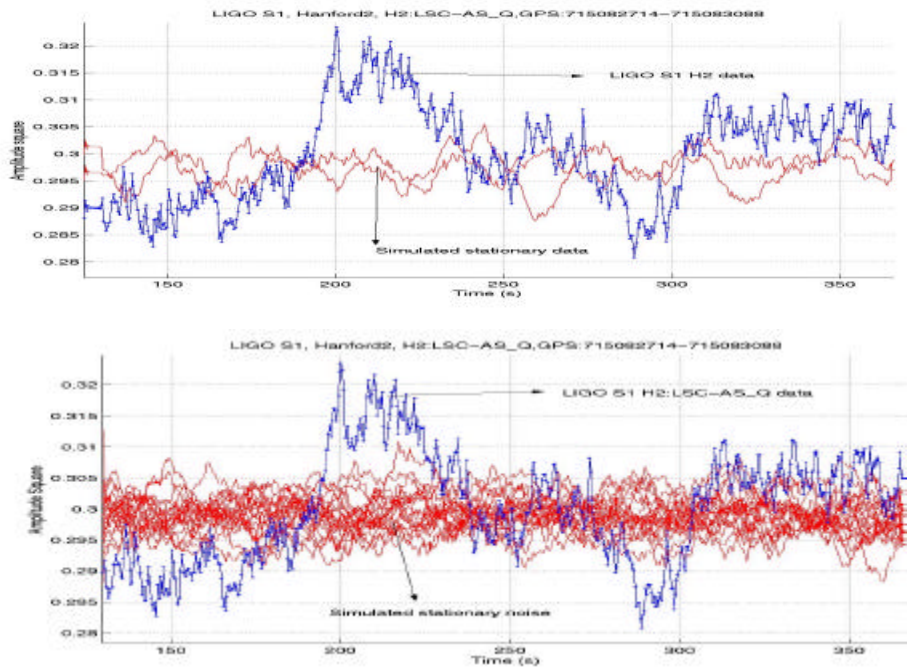 LIGO S1, Hanford2, H2:LSC-AS_Q,GPS:715082714-715083088
0.32
LIGO S1 H2 data
0.315
0.31
Amplitude square
0.305
0.3
0.295
0.29
0.285
Simulated stationary data
0.28
150 200 250 300 350
Time (s)
LIGO S1, Hanford2, H2:LSC-AS_Q,GPS:715082714-715083088
0.32
LIGO S1 H2:LSC-AS_Q data
0.315
0.31
Amplitude Square
0.305
0.3
0.295
0.29
0.295
Simulated stationary noise
0.28
150 200 250 300 350
Time (s)